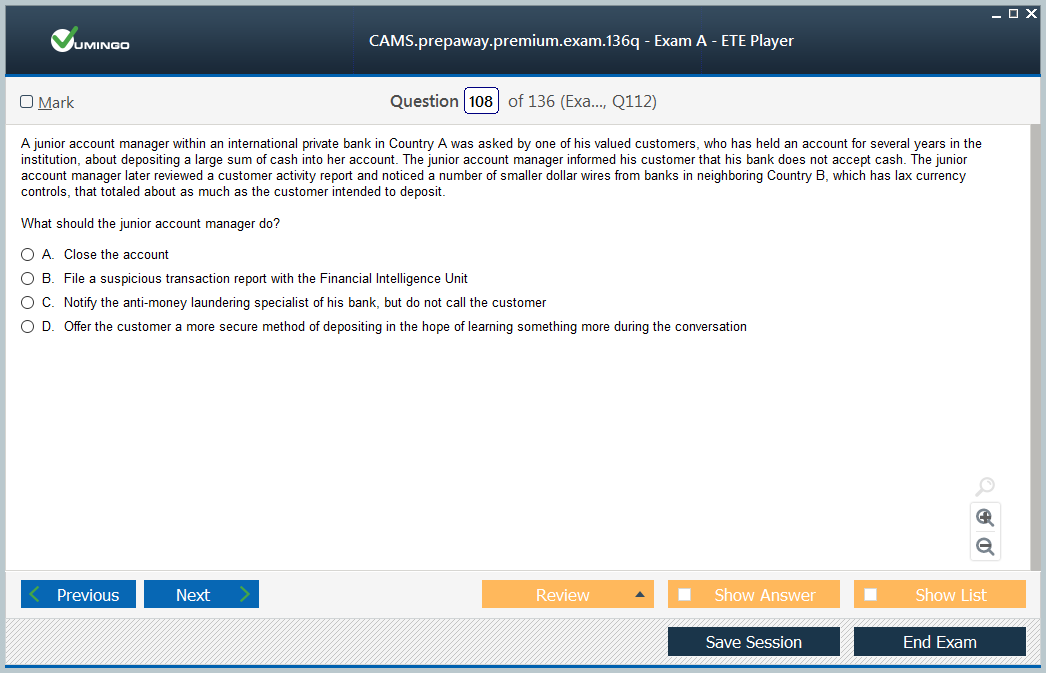 VUMINGO
CAMS.prepaway.premium.exam.136q - Exam A - ETE Player
Mark
Question 108 of 136 (Exa..., Q112)
A junior account manager within an international private bank in Country A was asked by one of his valued customers, who has held an account for several years in the
institution, about depositing a large sum of cash into her account. The junior account manager informed his customer that his bank does not accept cash. The junior
account manager later reviewed a customer activity report and noticed a number of smaller dollar wires from banks in neighboring Country B, which has lax currency
controls, that totaled about as much as the customer intended to deposit.
What should the junior account manager do?
A. Close the account
B. File a suspicious transaction report with the Financial Intelligence Unit
C. Notify the anti-money laundering specialist of his bank, but do not call the customer
D. Offer the customer a more secure method of depositing in the hope of learning something more during the conversation
Previous
Next
Review
Show Answer
Show List
Save Session
End Exam